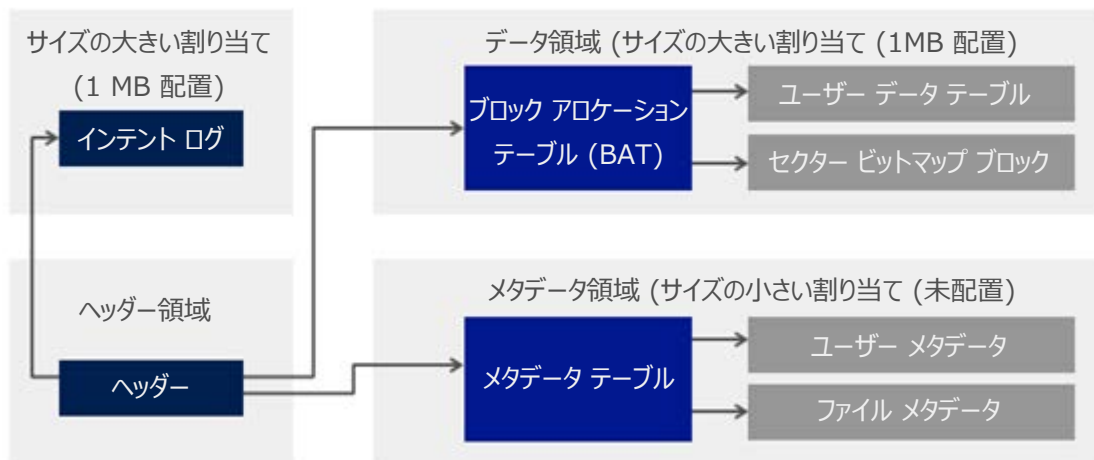 サイズの大きい割り当て
(1 MB 配置)
インテント ログ
データ領域 (サイズの大きい割り当て (1MB 配置)
ブロック アロケーション
テーブル (BAT)
ユーザー データ テーブル
セクター ビットマップ ブロック
ヘッダー領域
ヘッダー
メタデータ領域 (サイズの小さい割り当て (未配置)
メタデータ テーブル
ユーザー メタデータ
ファイル メタデータ